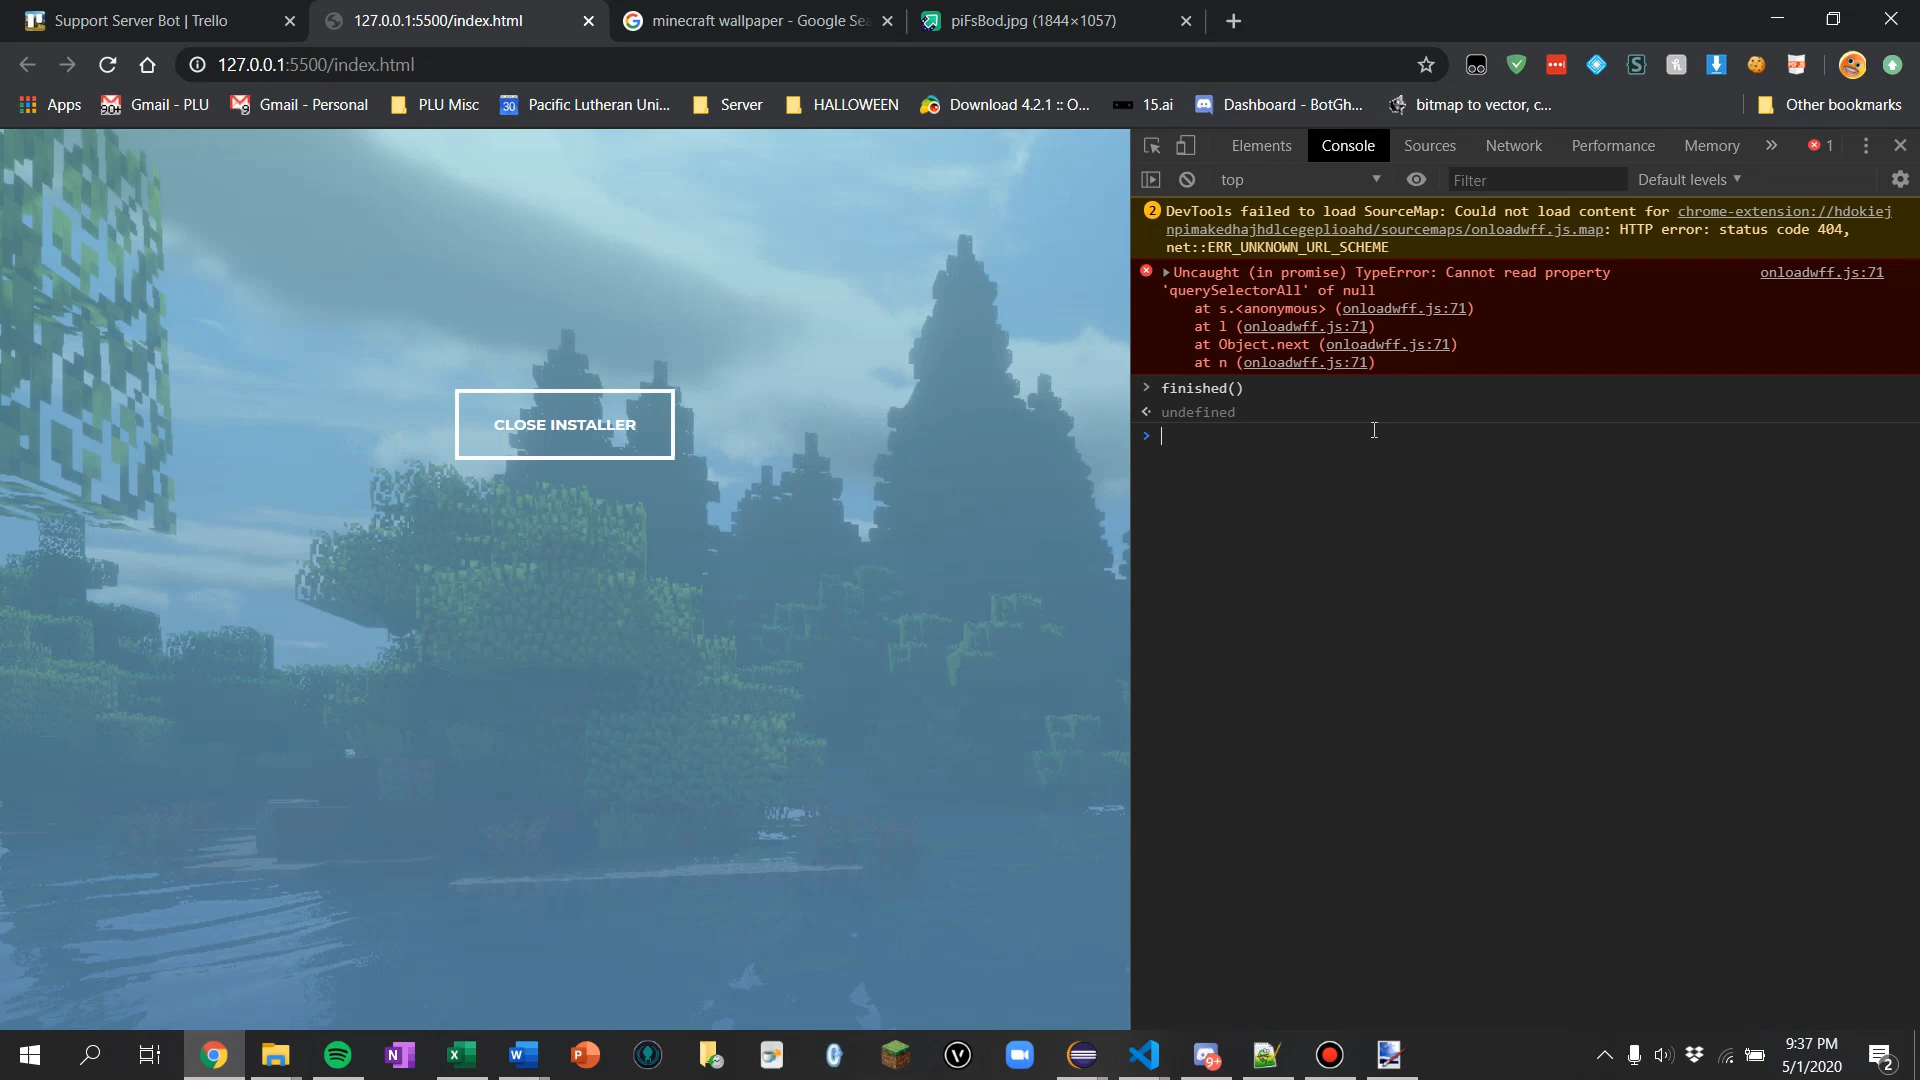 Support Server Bot | Trello
127.0.0.1:5500/index.html
minecraft wallpaper - Google Sea
piFsBod.jpg (1844×1057)
127.0.0.1:5500/index.html
Apps
Gmail - PLU
Gmail - Personal
PLU Misc
Pacific Lutheran Uni...
Server
HALLOWEEN
Download 4.2.1 :: O...
15.ai
Dashboard - BotGh...
bitmap to vector, c...
Other bookmarks
Elements
Console
Sources
Network
Performance
Memory
1
top
Filter
Default levels
2 DevTools failed to load SourceMap: Could not load content for chrome-extension://hdokiej
npimakedhajhdlcegeplioahd/sourcemaps/onloadwff.js.map: HTTP error: status code 404,
net::ERR_UNKNOWN_URL_SCHEME
Uncaught (in promise) TypeError: Cannot read property onloadwff.js:71
'querySelectorAll' of null
at s.<anonymous> (onloadwff.js:71)
at l (onloadwff.js:71)
at Object.next (onloadwff.js:71)
at n (onloadwff.js:71)
> finished()
undefined
>
CLOSE INSTALLER
9:37 PM
5/1/2020
2